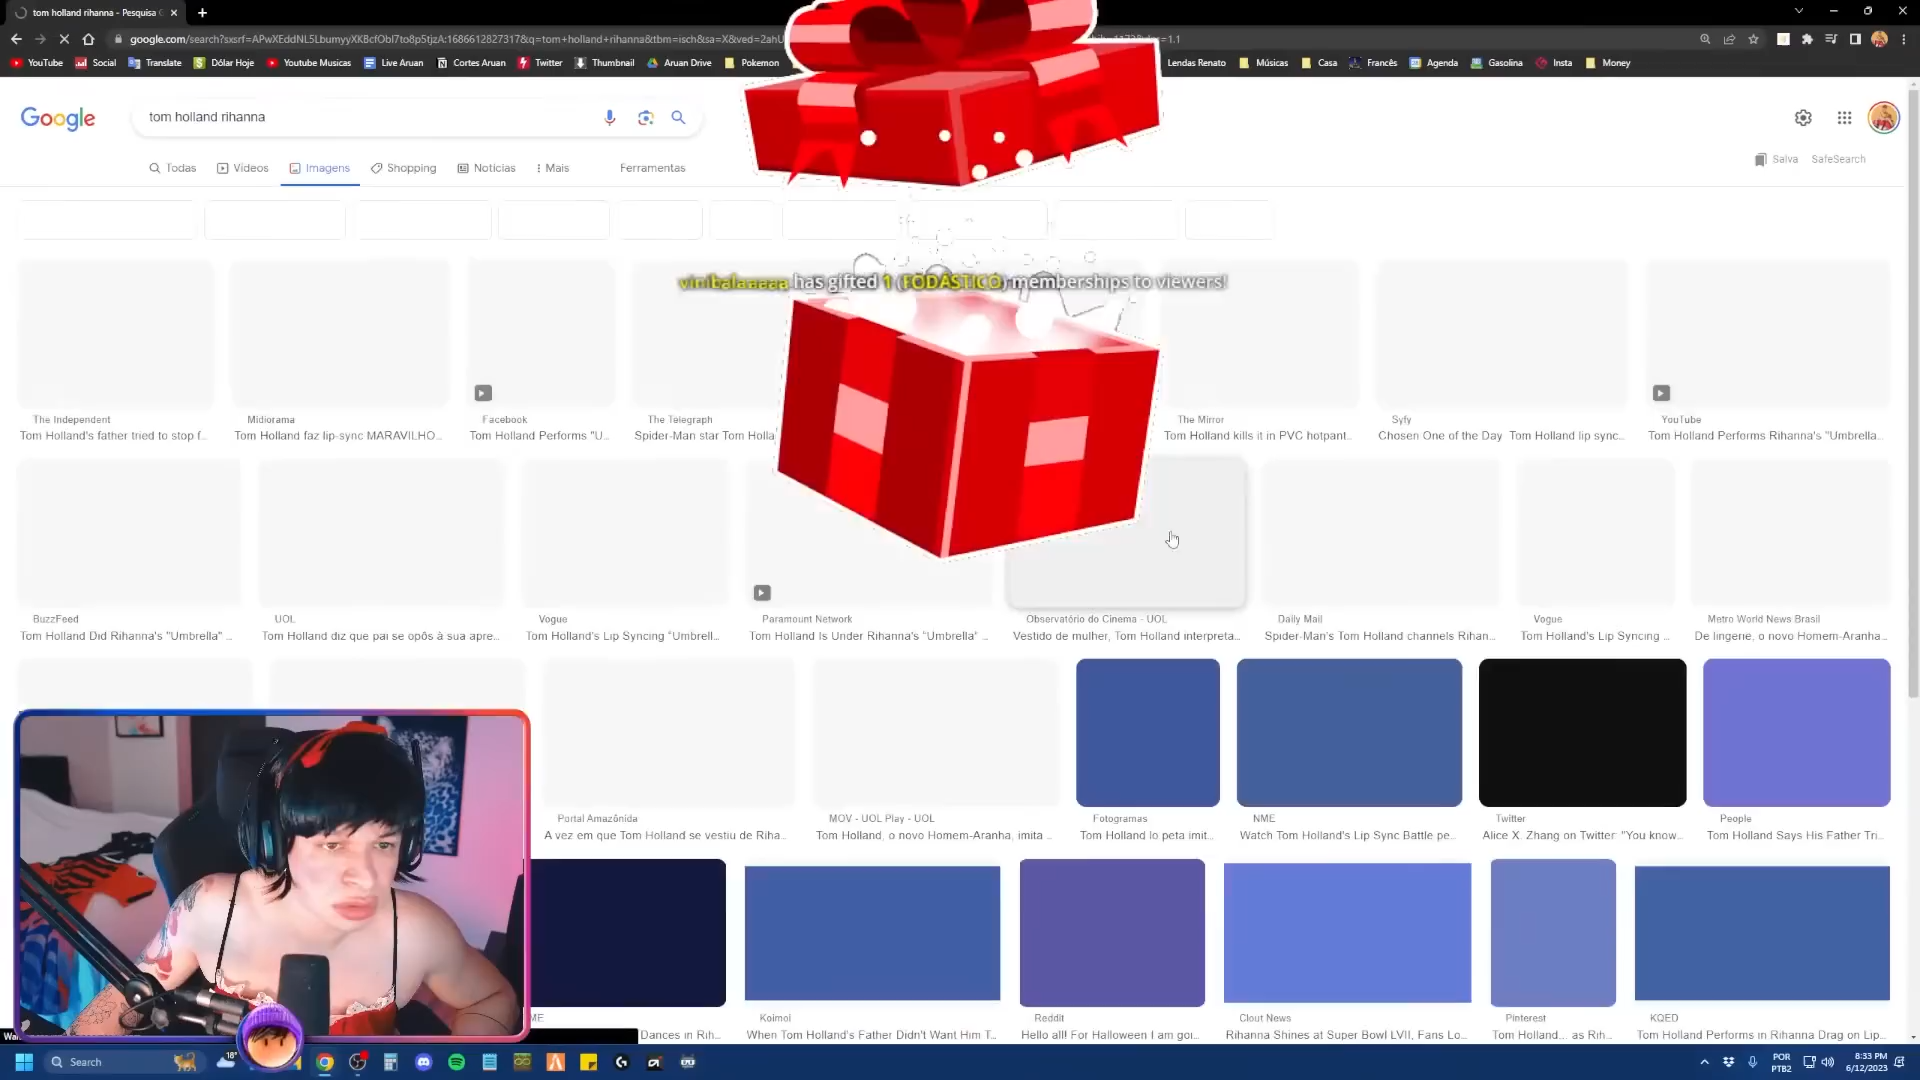 tom holland rihanna - Pesquisa
google.com/search?sxsrf=APwXEddNL5LbumyyXKBcfObI7to8p5tjzA:1686612827317&q=tom+holland+rihanna&tbm=isch&sa=X&ved=2ahU
=1.1
YouTube
Social
Translate
Dólar Hoje
Youtube Musicas
Live Aruan
Cortes Aruan
Twitter
Thumbnail
Aruan Drive
Pokemon
Lendas Renato
Músicas
Casa
Francês
Agenda
Gasolina
Insta
Money
Google
tom holland rihanna
Todas
Vídeos
Imagens
Shopping
Notícias
Mais
Ferramentas
Salva
SafeSearch
vinibalaaaaa has gifted 1 (FODÁSTICO) memberships to viewers!
The Independent
Tom Holland's father tried to stop f...
Midiorama
Tom Holland faz lip-sync MARAVILHO...
Facebook
Tom Holland Performs "U...
The Telegraph
Spider-Man star Tom Holla
The Mirror
Tom Holland kills it in PVC hotpant...
Syfy
Chosen One of the Day Tom Holland lip sync...
YouTube
Tom Holland Performs Rihanna's "Umbrella...
BuzzFeed
Tom Holland Did Rihanna's "Umbrella" ...
UOL
Tom Holland diz que pai se opôs à sua apre...
Vogue
Tom Holland's Lip Syncing "Umbrell...
Paramount Network
Tom Holland Is Under Rihanna's "Umbrella" ...
Observatório do Cinema - UOL
Vestido de mulher, Tom Holland interpreta...
Daily Mail
Spider-Man's Tom Holland channels Rihan...
Vogue
Tom Holland's Lip Syncing ...
Metro World News Brasil
De lingerie, o novo Homem-Aranha...
Portal Amazônida
A vez em que Tom Holland se vestiu de Riha...
MOV - UOL Play - UOL
Tom Holland, o novo Homem-Aranha, imita ...
Fotogramas
Tom Holland lo peta imit...
NME
Watch Tom Holland's Lip Sync Battle pe...
Twitter
Alice X. Zhang on Twitter: "You know...
People
Tom Holland Says His Father Tri...
ME
Dances in Rih...
Koimoi
When Tom Holland's Father Didn't Want Him T...
Reddit
Hello all! For Halloween I am goi...
Clout News
Rihanna Shines at Super Bowl LVII, Fans Lo...
Pinterest
Tom Holland... as Rih...
KQED
Tom Holland Performs in Rihanna Drag on Lip...
Search
18°
POR
PTB2
8:33 PM
6/12/2023